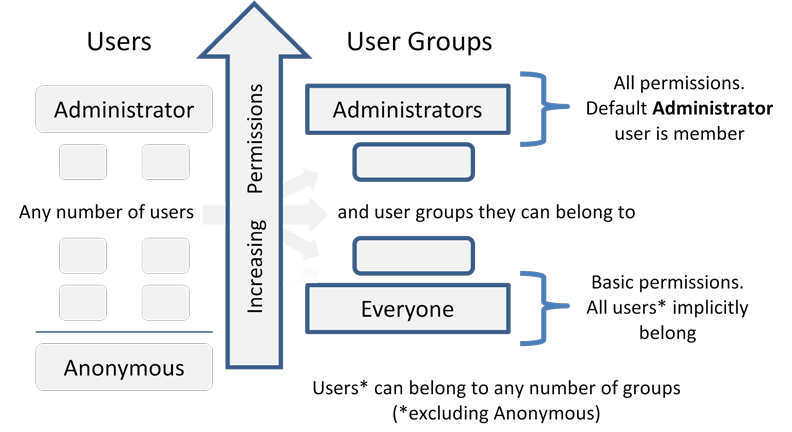 Users
User Groups
Administrator
Administrators
All permissions.
Default Administrator
user is member
Increasing Permissions
Any number of users
and user groups they can belong to
Everyone
Basic permissions.
All users* implicitly
belong
Anonymous
Users* can belong to any number of groups
(*excluding Anonymous)